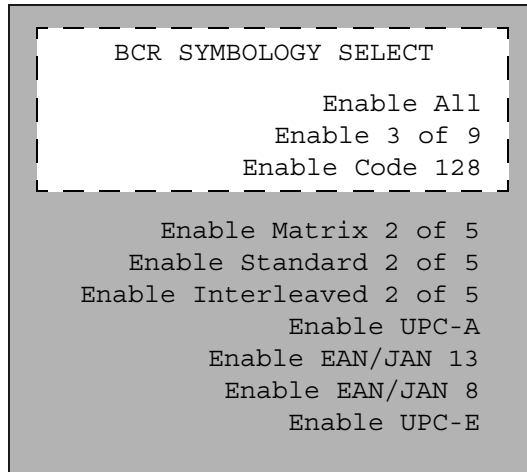 BCR SYMBOLOGY SELECT
Enable All
Enable 3 of 9
Enable Code 128
Enable Matrix 2 of 5
Enable Standard 2 of 5
Enable Interleaved 2 of 5
Enable UPC-A
Enable EAN/JAN 13
Enable EAN/JAN 8
Enable UPC-E